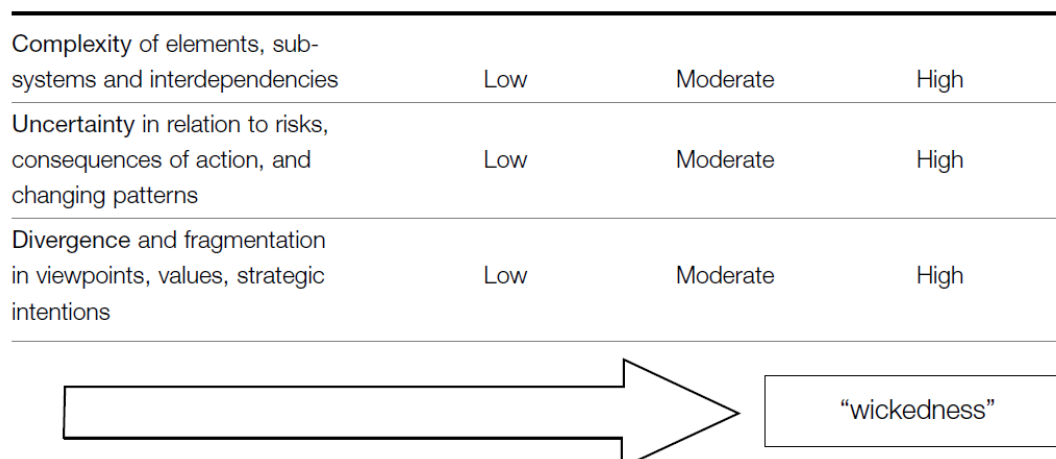 Complexity of elements, sub-
systems and interdependencies Low Moderate High
Uncertainty in relation to risks,
consequences of action, and Low Moderate High
changing patterns
Divergence and fragmentation
in viewpoints, values, strategic Low Moderate High
intentions
“wickedness”